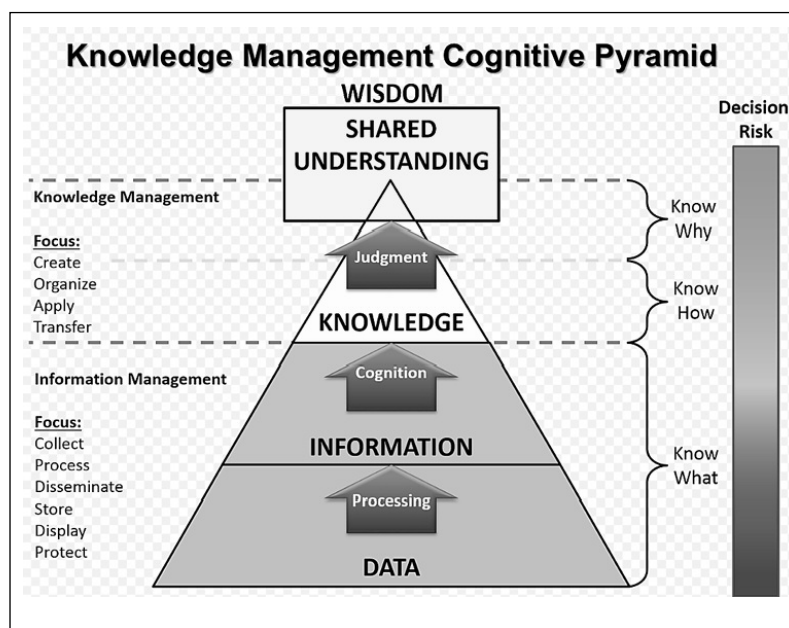 Knowledge Management Cognitive Pyramid
WISDOM
SHARED
UNDERSTANDING
Decision
Risk
Knowledge Management
Focus:
Create
Organize
Apply
Transfer
Judgment
KNOWLEDGE
Know
Why
Know
How
Information Management
Focus:
Collect
Process
Disseminate
Store
Display
Protect
Cognition
INFORMATION
Processing
DATA
Know
What